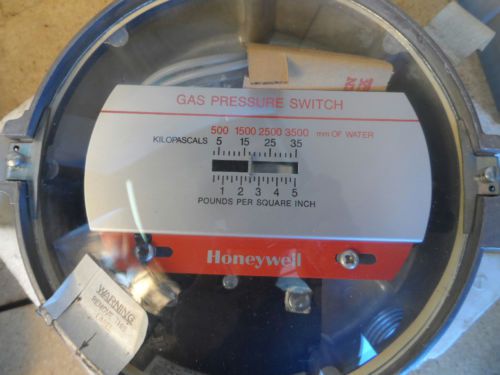 GAS PRESSURE SWITCH
500 1500 2500 3500 mm OF WATER
KILOPASCALS 5 15 25 35
1 2 3 4 5
POUNDS PER SQUARE INCH
Honeywell
WARNING
REMOVE